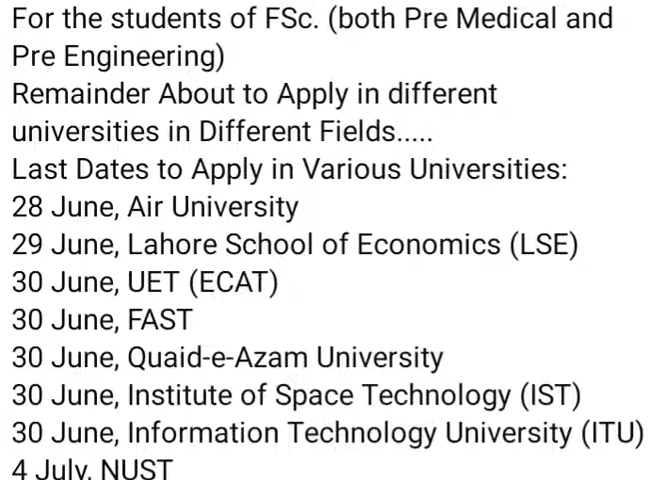 For the students of FSc. (both Pre Medical and
Pre Engineering)
Remainder About to Apply in different
universities in Different Fields.....
Last Dates to Apply in Various Universities:
28 June, Air University
29 June, Lahore School of Economics (LSE)
30 June, UET (ECAT)
30 June, FAST
30 June, Quaid-e-Azam University
30 June, Institute of Space Technology (IST)
30 June, Information Technology University (ITU)
4 July, NUST